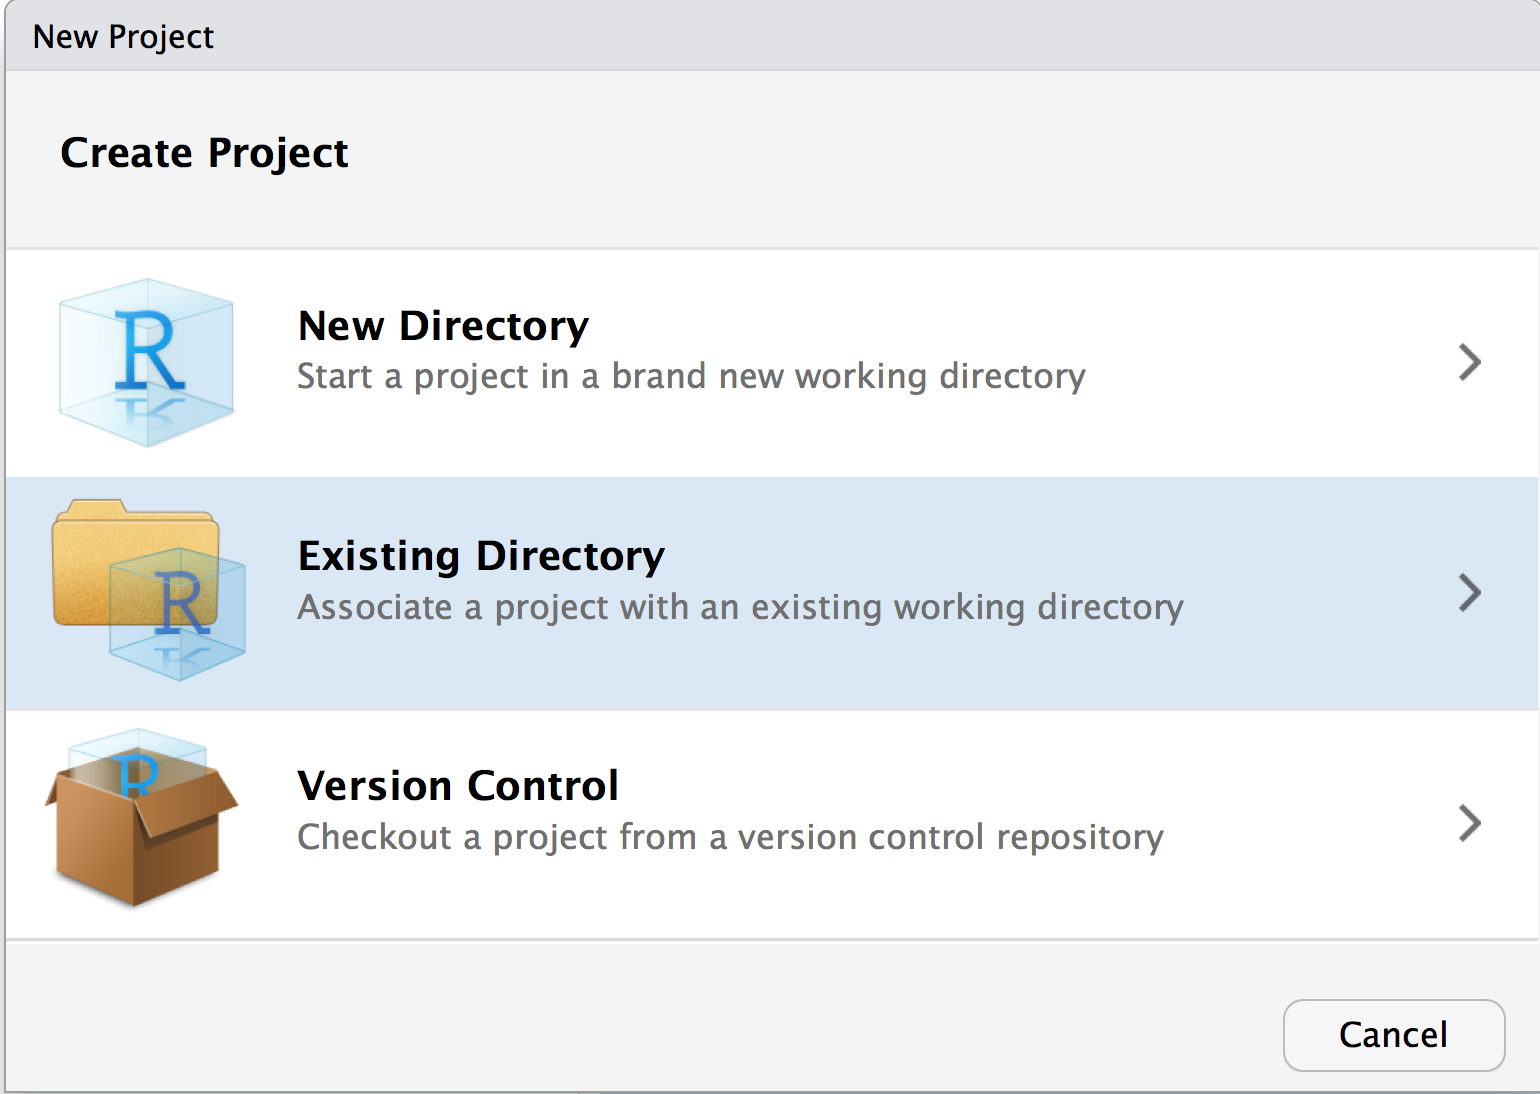 New Project
Create Project
R
New Directory
Start a project in a brand new working directory
R
Existing Directory
Associate a project with an existing working directory
R
Version Control
Checkout a project from a version control repository
Cancel